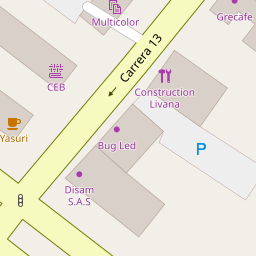 Multicolor
Grecafe
Carrera 13
CEB
Construction
Livana
Yasuri
Bug Led
P
Disam
S.A.S